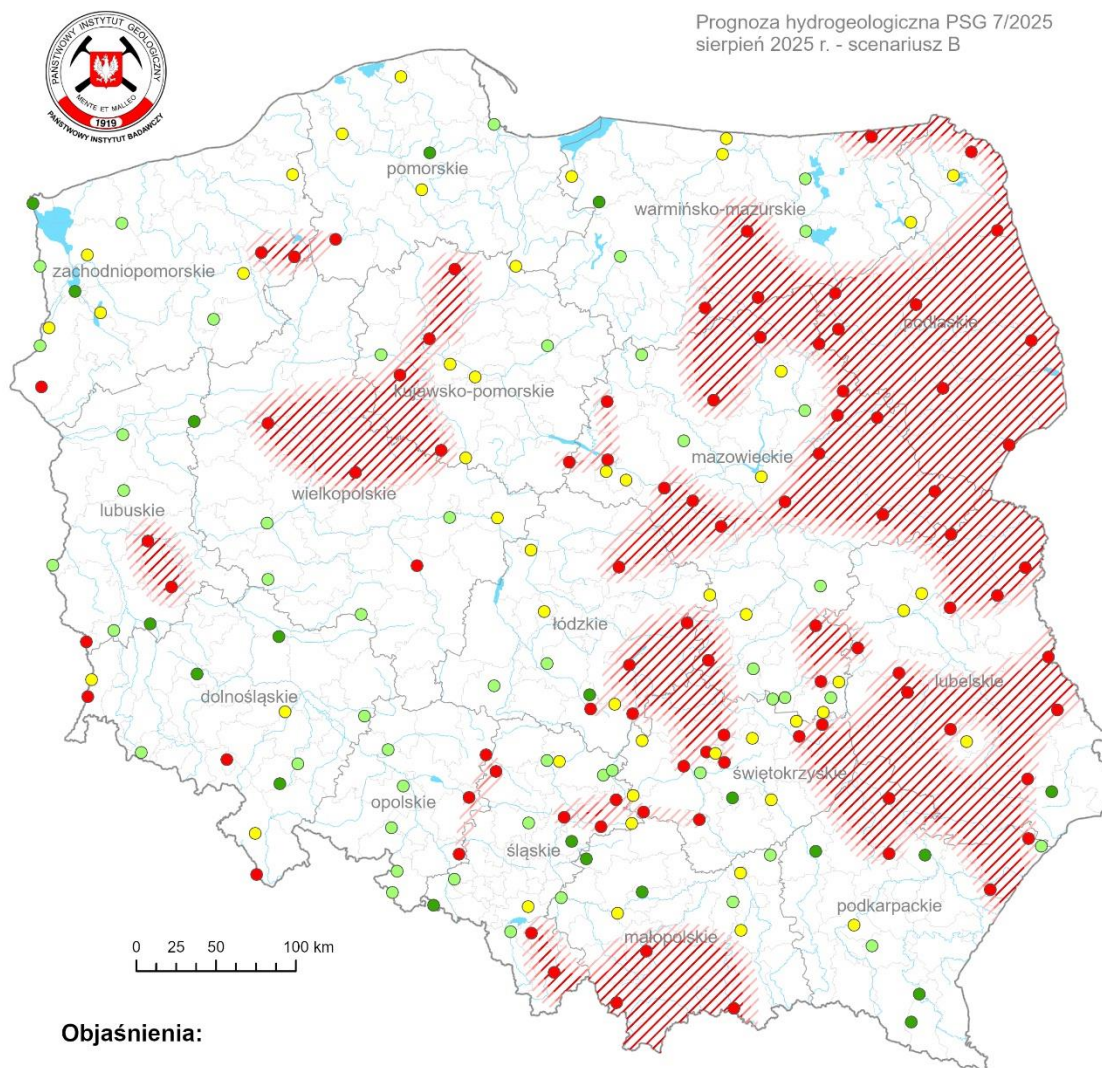 PAŃSTWOWY INSTYTUT GEOLOGICZNY
MENTE ET MALLEO
1919
PAŃSTWOWY INSTYTUT BADAWCZY
Prognoza hydrogeologiczna PSG 7/2025
sierpień 2025 r. - scenariusz B
pomorskie
warmińsko-mazurskie
zachodniopomorskie
podlaskie
kujawsko-pomorskie
mazowieckie
wielkopolskie
lubuskie
łódzkie
lubelskie
dolnośląskie
świętokrzyskie
opolskie
śląskie
podkarpackie
małopolskie
0 25 50 100 km
Objaśnienia: